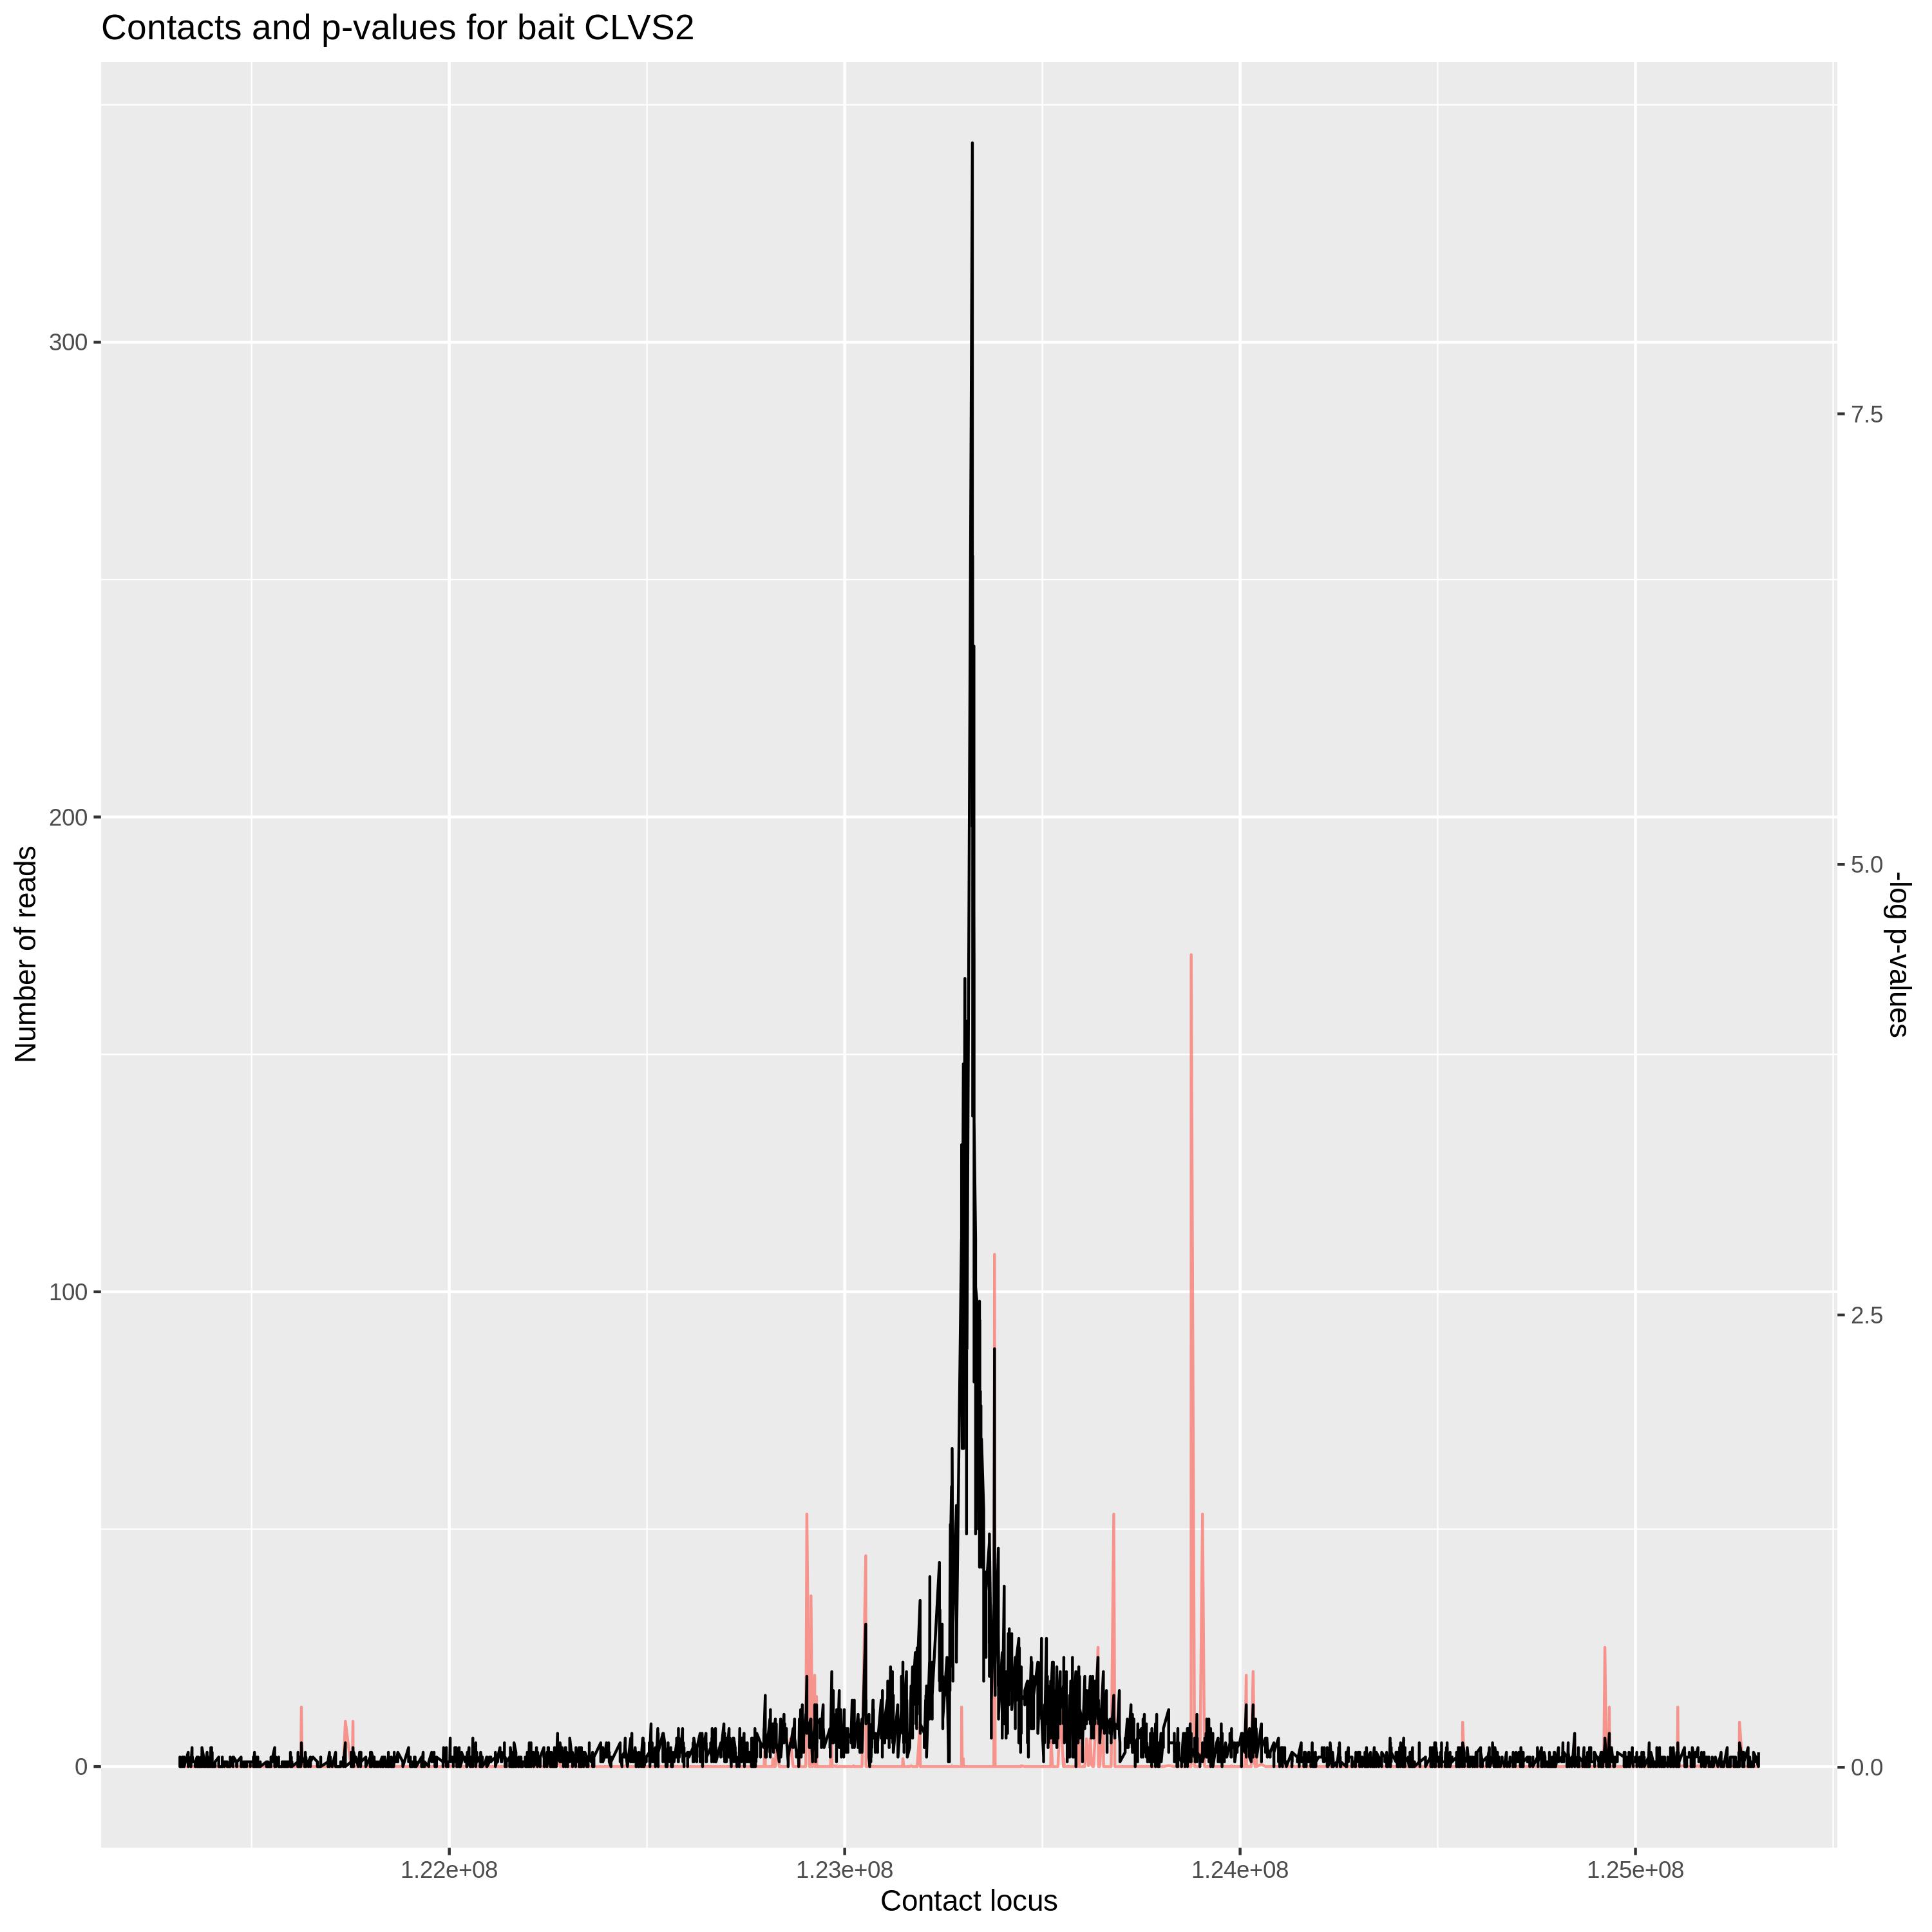 Contacts and p-values for bait CLVS2
Number of reads
300
200
100
0
7.5
5.0
2.5
0.0
-log p-values
1.22e+08
1.23e+08
1.24e+08
1.25e+08
Contact locus